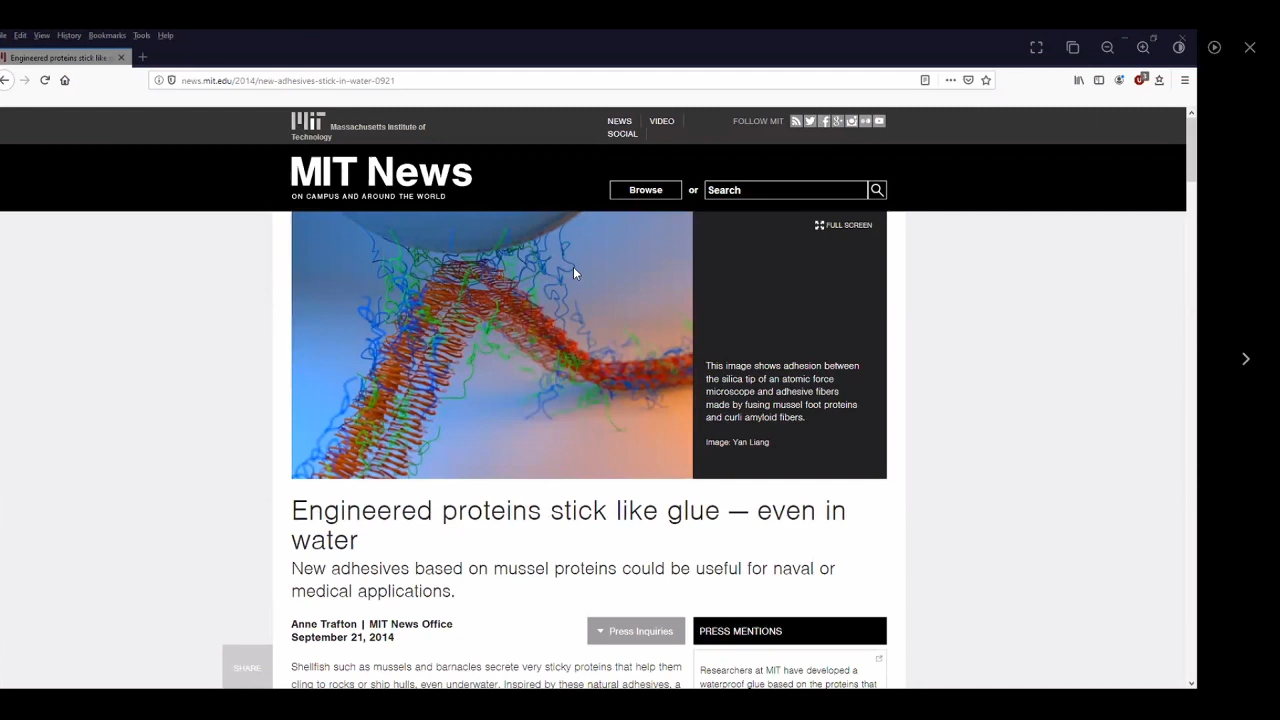 File Edit View History Bookmarks Tools Help
Engineered proteins stick like
news.mit.edu/2014/new-adhesives-stick-in-water-0921
MIT Massachusetts Institute of
Technology
NEWS VIDEO
SOCIAL
FOLLOW MIT
MIT News
ON CAMPUS AND AROUND THE WORLD
Browse or Search
FULL SCREEN
This image shows adhesion between
the silica tip of an atomic force
microscope and adhesive fibers
made by fusing mussel foot proteins
and curli amyloid fibers.
Image: Yan Liang
Engineered proteins stick like glue — even in
water
New adhesives based on mussel proteins could be useful for naval or
medical applications.
Anne Trafton | MIT News Office
September 21, 2014
Press Inquiries
PRESS MENTIONS
SHARE
Shellfish such as mussels and barnacles secrete very sticky proteins that help them
cling to rocks or ship hulls, even underwater. Inspired by these natural adhesives, a
Researchers at MIT have developed a
waterproof glue based on the proteins that